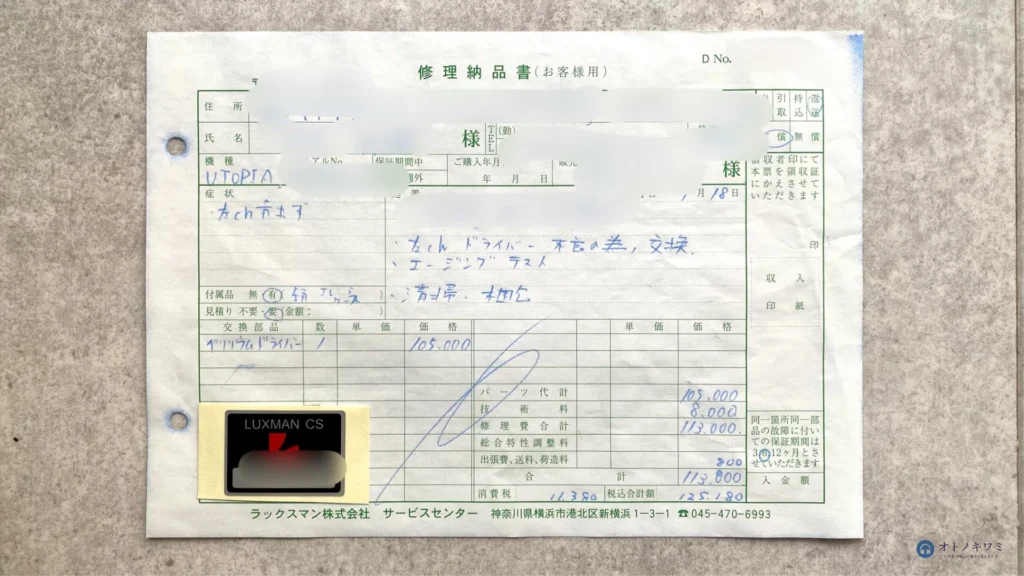 修理納品書(お客様用)
D No.
住所
引 持 返
取 込 送
氏名
様
TEL
(勤)
償 無償
機種
UTOPIA
アルNo.
保証期間中
外
ご購入年月
年 月 日
様
領収者印にて
本票を領収証
にかえさせて
いただきます
症状
月 18日
・左ch音出ず
・左ch ドライバー 不良の為, 交換.
・エージング テスト
・清掃. 検品
印
収入
印紙
付属品 無・有(
)
見積り 不要・要(金額:
)
交換部品 数 単価 価格
単価 価格
ベリリウムドライバー 1 105.000
パーツ代計 105.000
技術料 8.000
修理費合計 113.000.
総合特性調整料
出張費、送料、荷造料 800
合計 113.800
消費税 11.380 税込合計額 125.180
同一箇所同一部
品の故障に付い
ての保証期間は
3,6,12ヶ月とさ
せていただきます
入金額
LUXMAN CS
ラックスマン株式会社 サービスセンター 神奈川県横浜市港北区新横浜1-3-1 ☎045-470-6993
オトノキワミ